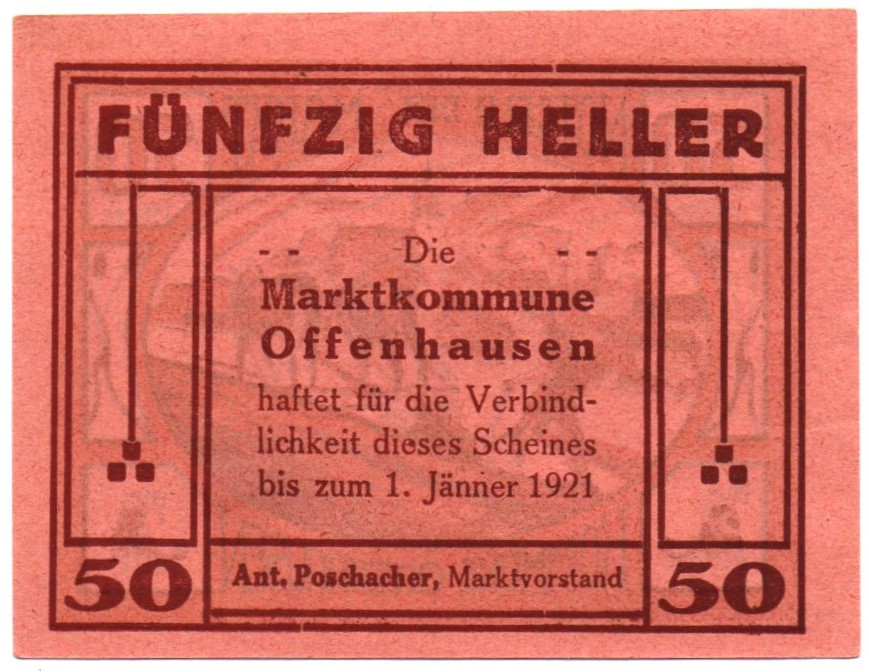 FÜNFZIG HELLER
- - Die - -
Marktkommune
Offenhausen
haftet für die Verbind-
lichkeit dieses Scheines
bis zum 1. Jänner 1921
50 Ant. Poschacher, Marktvorstand 50